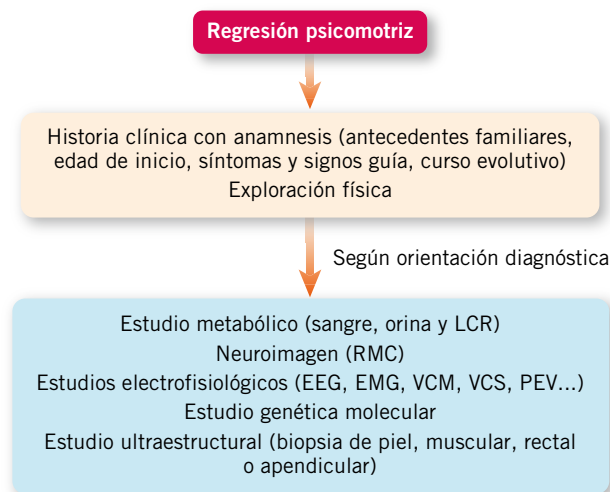 Regresión psicomotriz
Historia clínica con anamnesis (antecedentes familiares,
edad de inicio, síntomas y signos guía, curso evolutivo)
Exploración física
Según orientación diagnóstica
Estudio metabólico (sangre, orina y LCR)
Neuroimagen (RMC)
Estudios electrofisiológicos (EEG, EMG, VCM, VCS, PEV...)
Estudio genética molecular
Estudio ultraestructural (biopsia de piel, muscular, rectal
o apendicular)